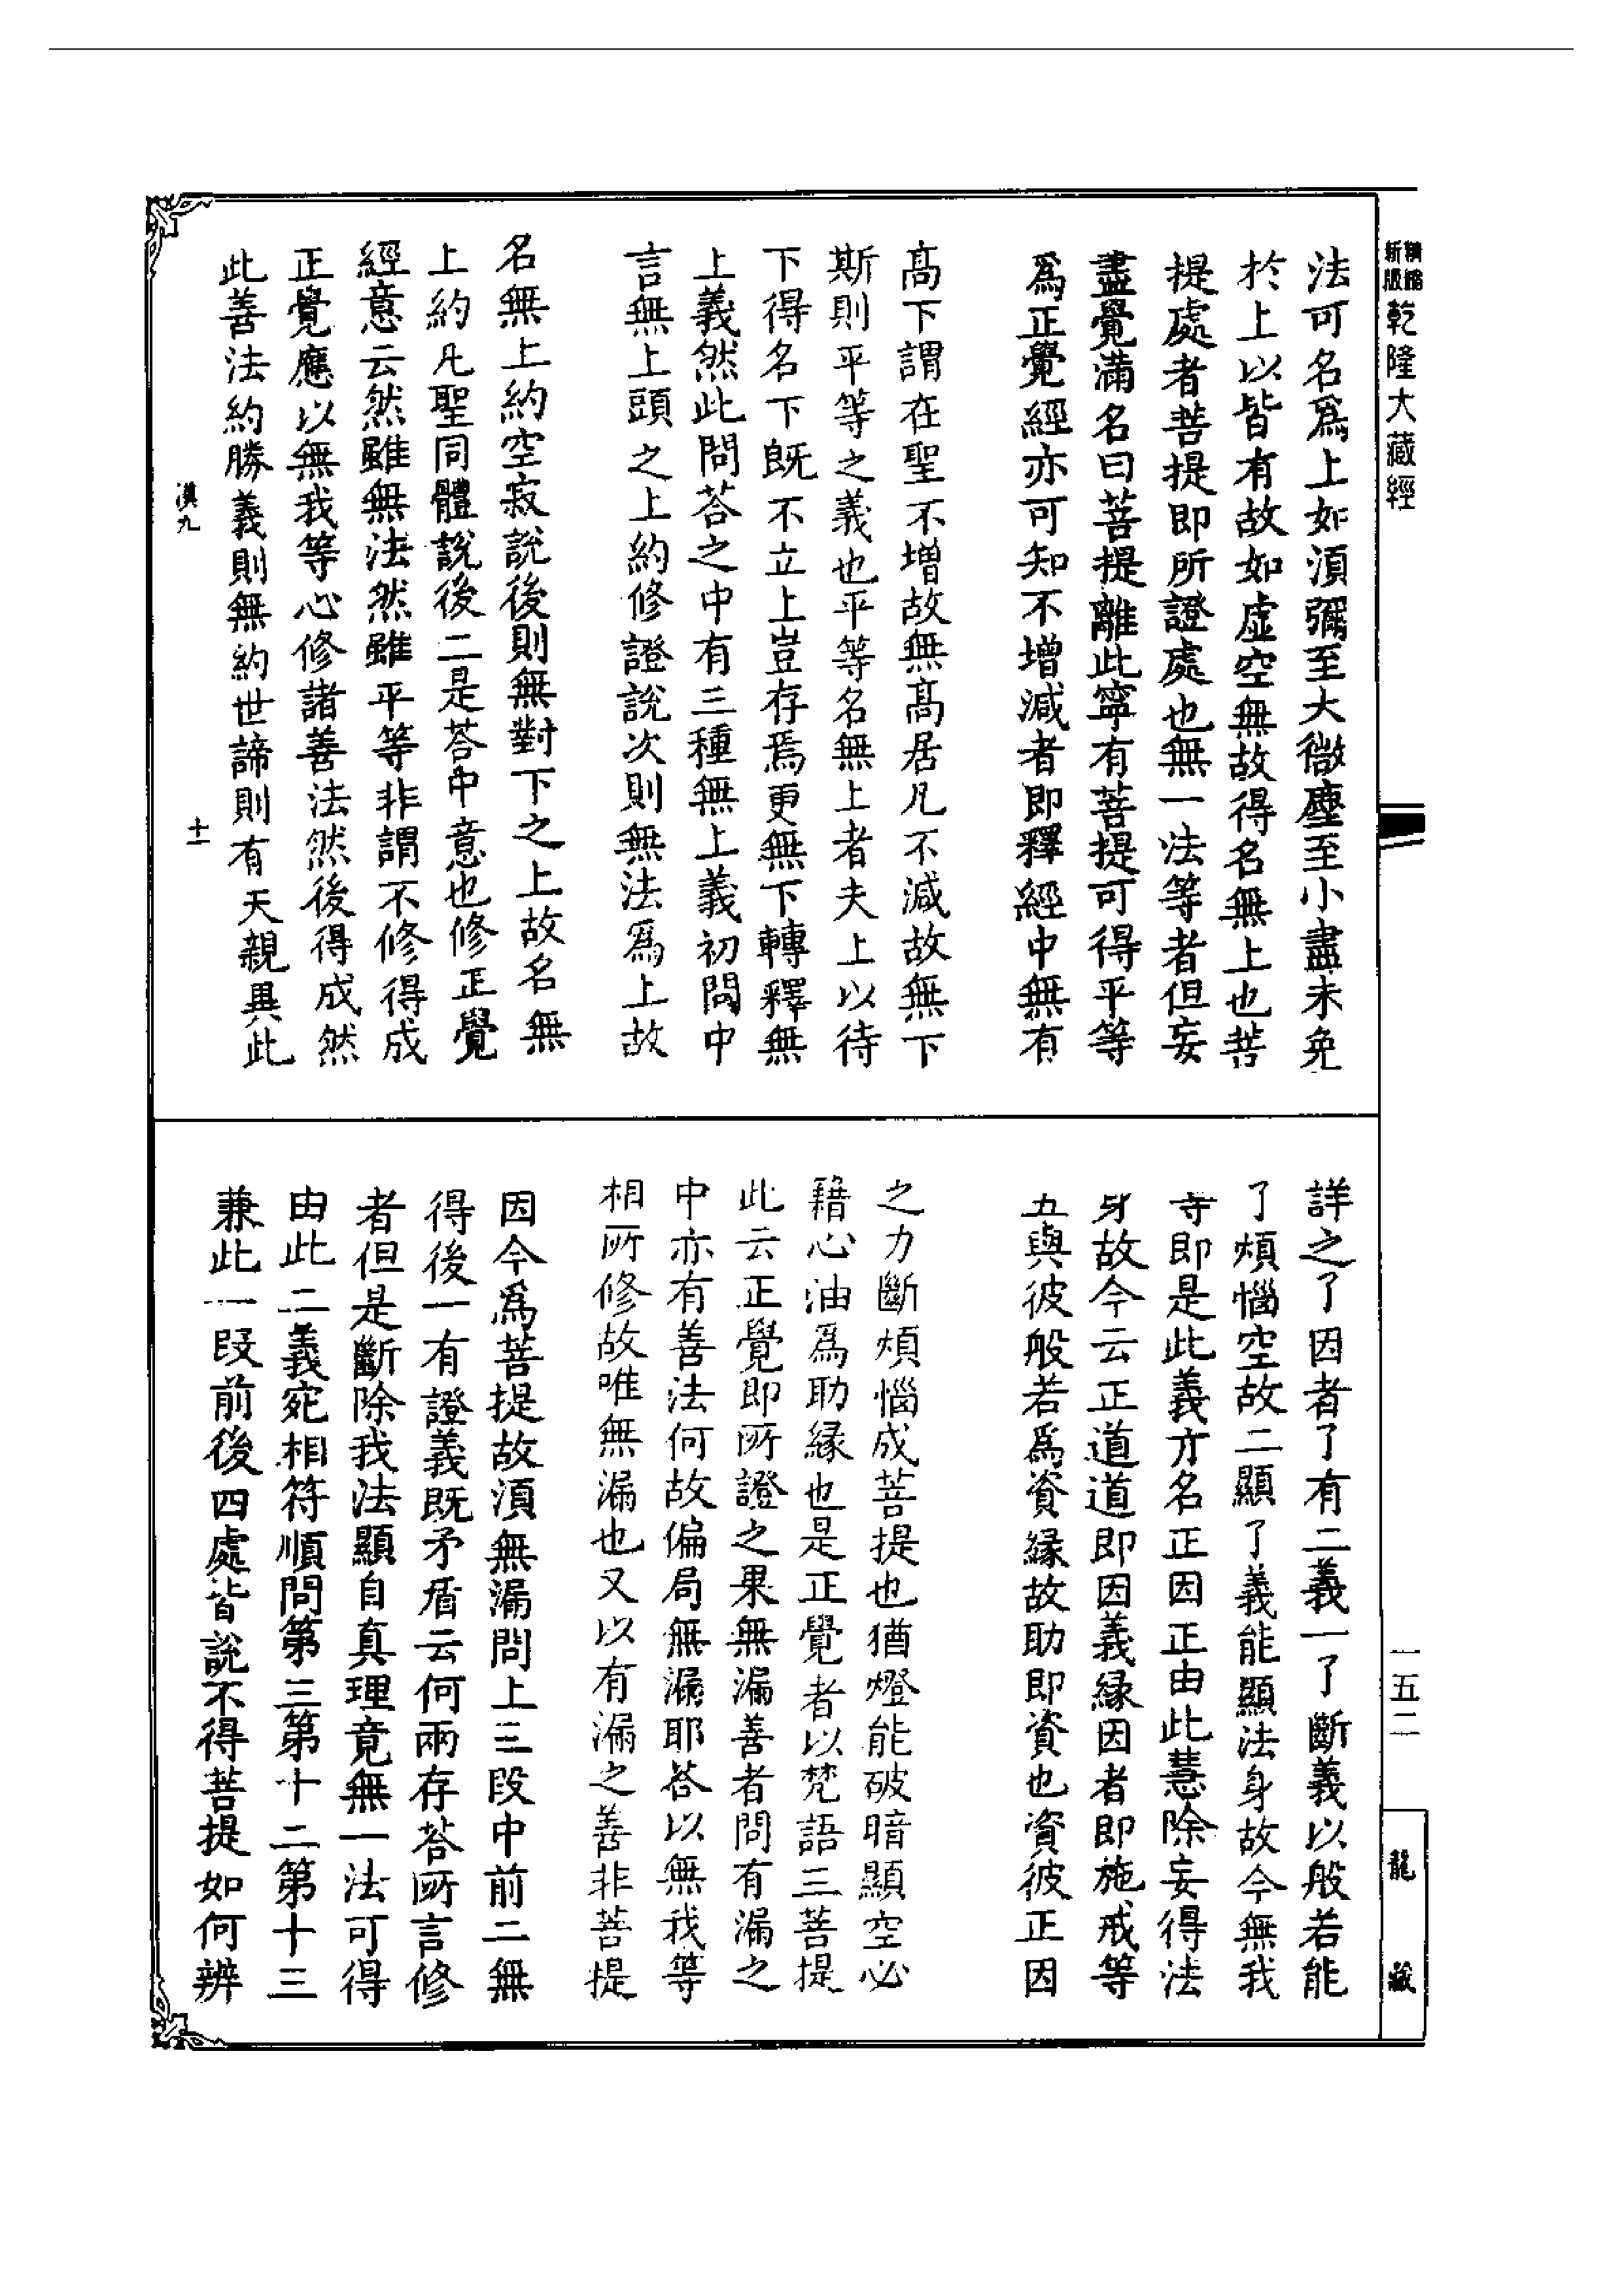 精縮新版乾隆大藏經
法可名爲上如須彌至大微塵至小盡未免
於上以皆有故如虛空無故得名無上也菩
提處者菩提即所證處也無一法等者但妄
盡覺滿名曰菩提離此寧有菩提可得平等
爲正覺經亦可知不增減者即釋經中無有
高下謂在聖不增故無高居凡不減故無下
斯則平等之義也平等名無上者夫上以待
下得名下既不立上豈存焉更無下轉釋無
上義然此問荅之中有三種無上義初問中
言無上頭之上約修證說次則無法爲上故
名無上約空寂說後則無對下之上故名無
上約凡聖同體說後二是荅中意也修正覺
經意云然雖無法然雖平等非謂不修得成
正覺應以無我等心修諸善法然後得成然
此善法約勝義則無約世諦則有天親具此
漠九
十一
詳之了因者了有二義一了斷義以般若能
了煩惱空故二顯了義能顯法身故今無我
等即是此義方名正因正由此慧除妄得法
身故今云正道道即因義緣因者即施戒等
五與彼般若爲資緣故助即資也資彼正因
之力斷煩惱成菩提也猶燈能破暗顯空必
籍心油爲助緣也是正覺者以梵語三菩提
此云正覺即所證之果無漏善者問有漏之
中亦有善法何故偏局無漏耶荅以無我等
相所修故唯無漏也又以有漏之善非菩提
因今爲菩提故須無漏問上三段中前二無
得後一有證義既矛盾云何兩存荅所言修
者但是斷除我法顯自真理竟無一法可得
由此二義宛相符順問第三第十二第十三
兼此一段前後四處皆說不得菩提如何辨
一五二
龍藏